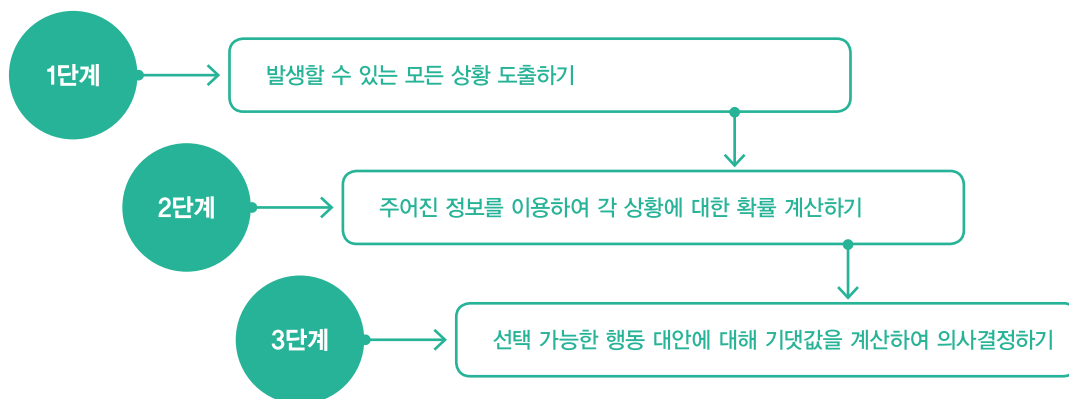 1단계
발생할 수 있는 모든 상황 도출하기
2단계
주어진 정보를 이용하여 각 상황에 대한 확률 계산하기
3단계
선택 가능한 행동 대안에 대해 기댓값을 계산하여 의사결정하기